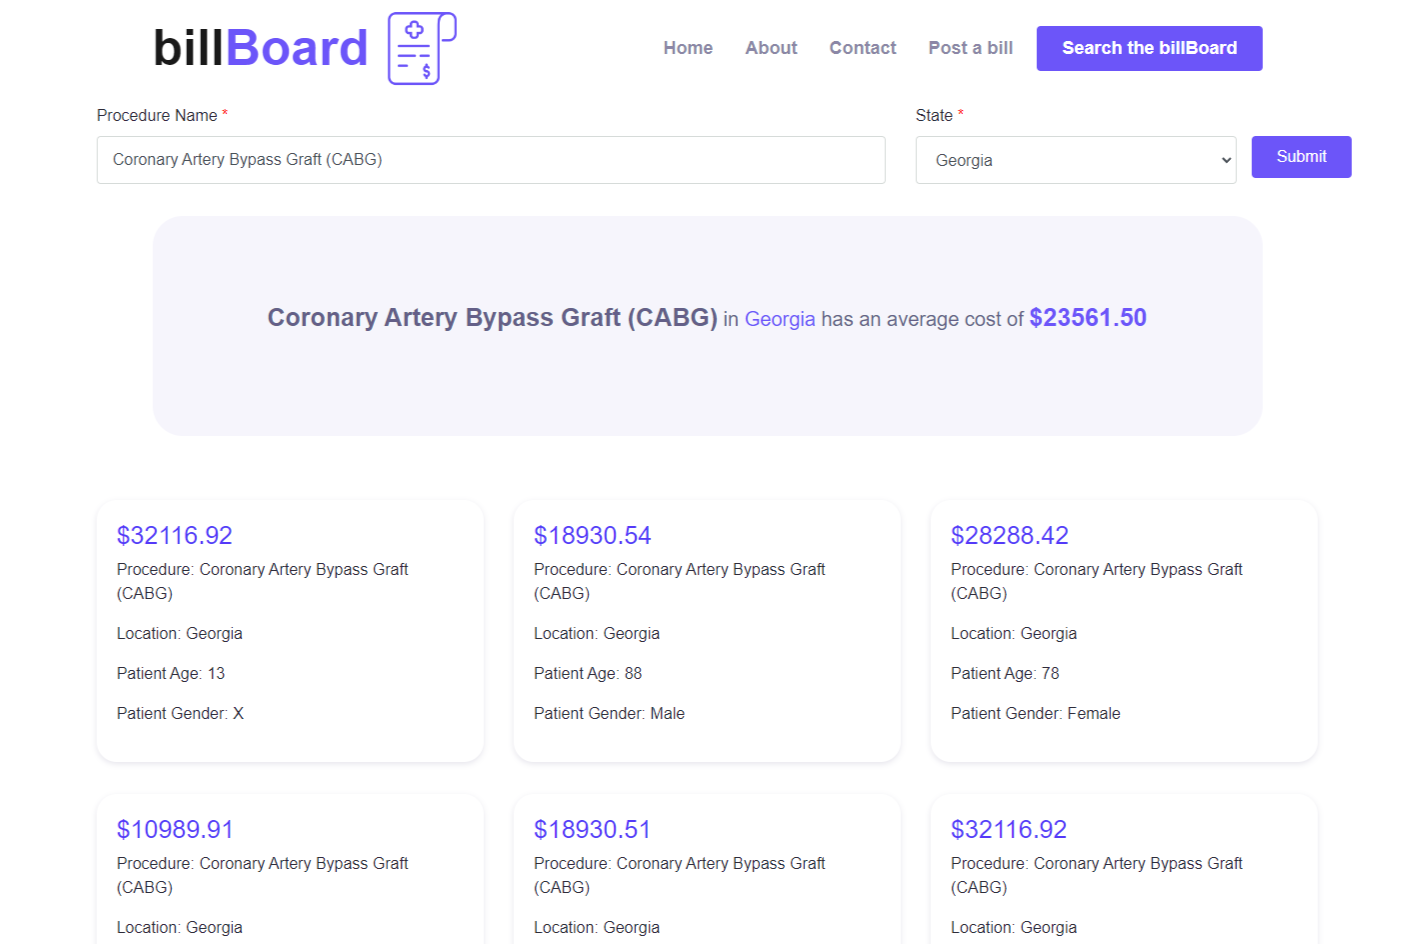 billBoard
$
Home About Contact Post a bill Search the billBoard
Procedure Name *
State *
Coronary Artery Bypass Graft (CABG)
Georgia
Submit
Coronary Artery Bypass Graft (CABG) in Georgia has an average cost of $23561.50
$32116.92
Procedure: Coronary Artery Bypass Graft
(CABG)
Location: Georgia
Patient Age: 13
Patient Gender: X
$18930.54
Procedure: Coronary Artery Bypass Graft
(CABG)
Location: Georgia
Patient Age: 88
Patient Gender: Male
$28288.42
Procedure: Coronary Artery Bypass Graft
(CABG)
Location: Georgia
Patient Age: 78
Patient Gender: Female
$10989.91
Procedure: Coronary Artery Bypass Graft
(CABG)
Location: Georgia
$18930.51
Procedure: Coronary Artery Bypass Graft
(CABG)
Location: Georgia
$32116.92
Procedure: Coronary Artery Bypass Graft
(CABG)
Location: Georgia